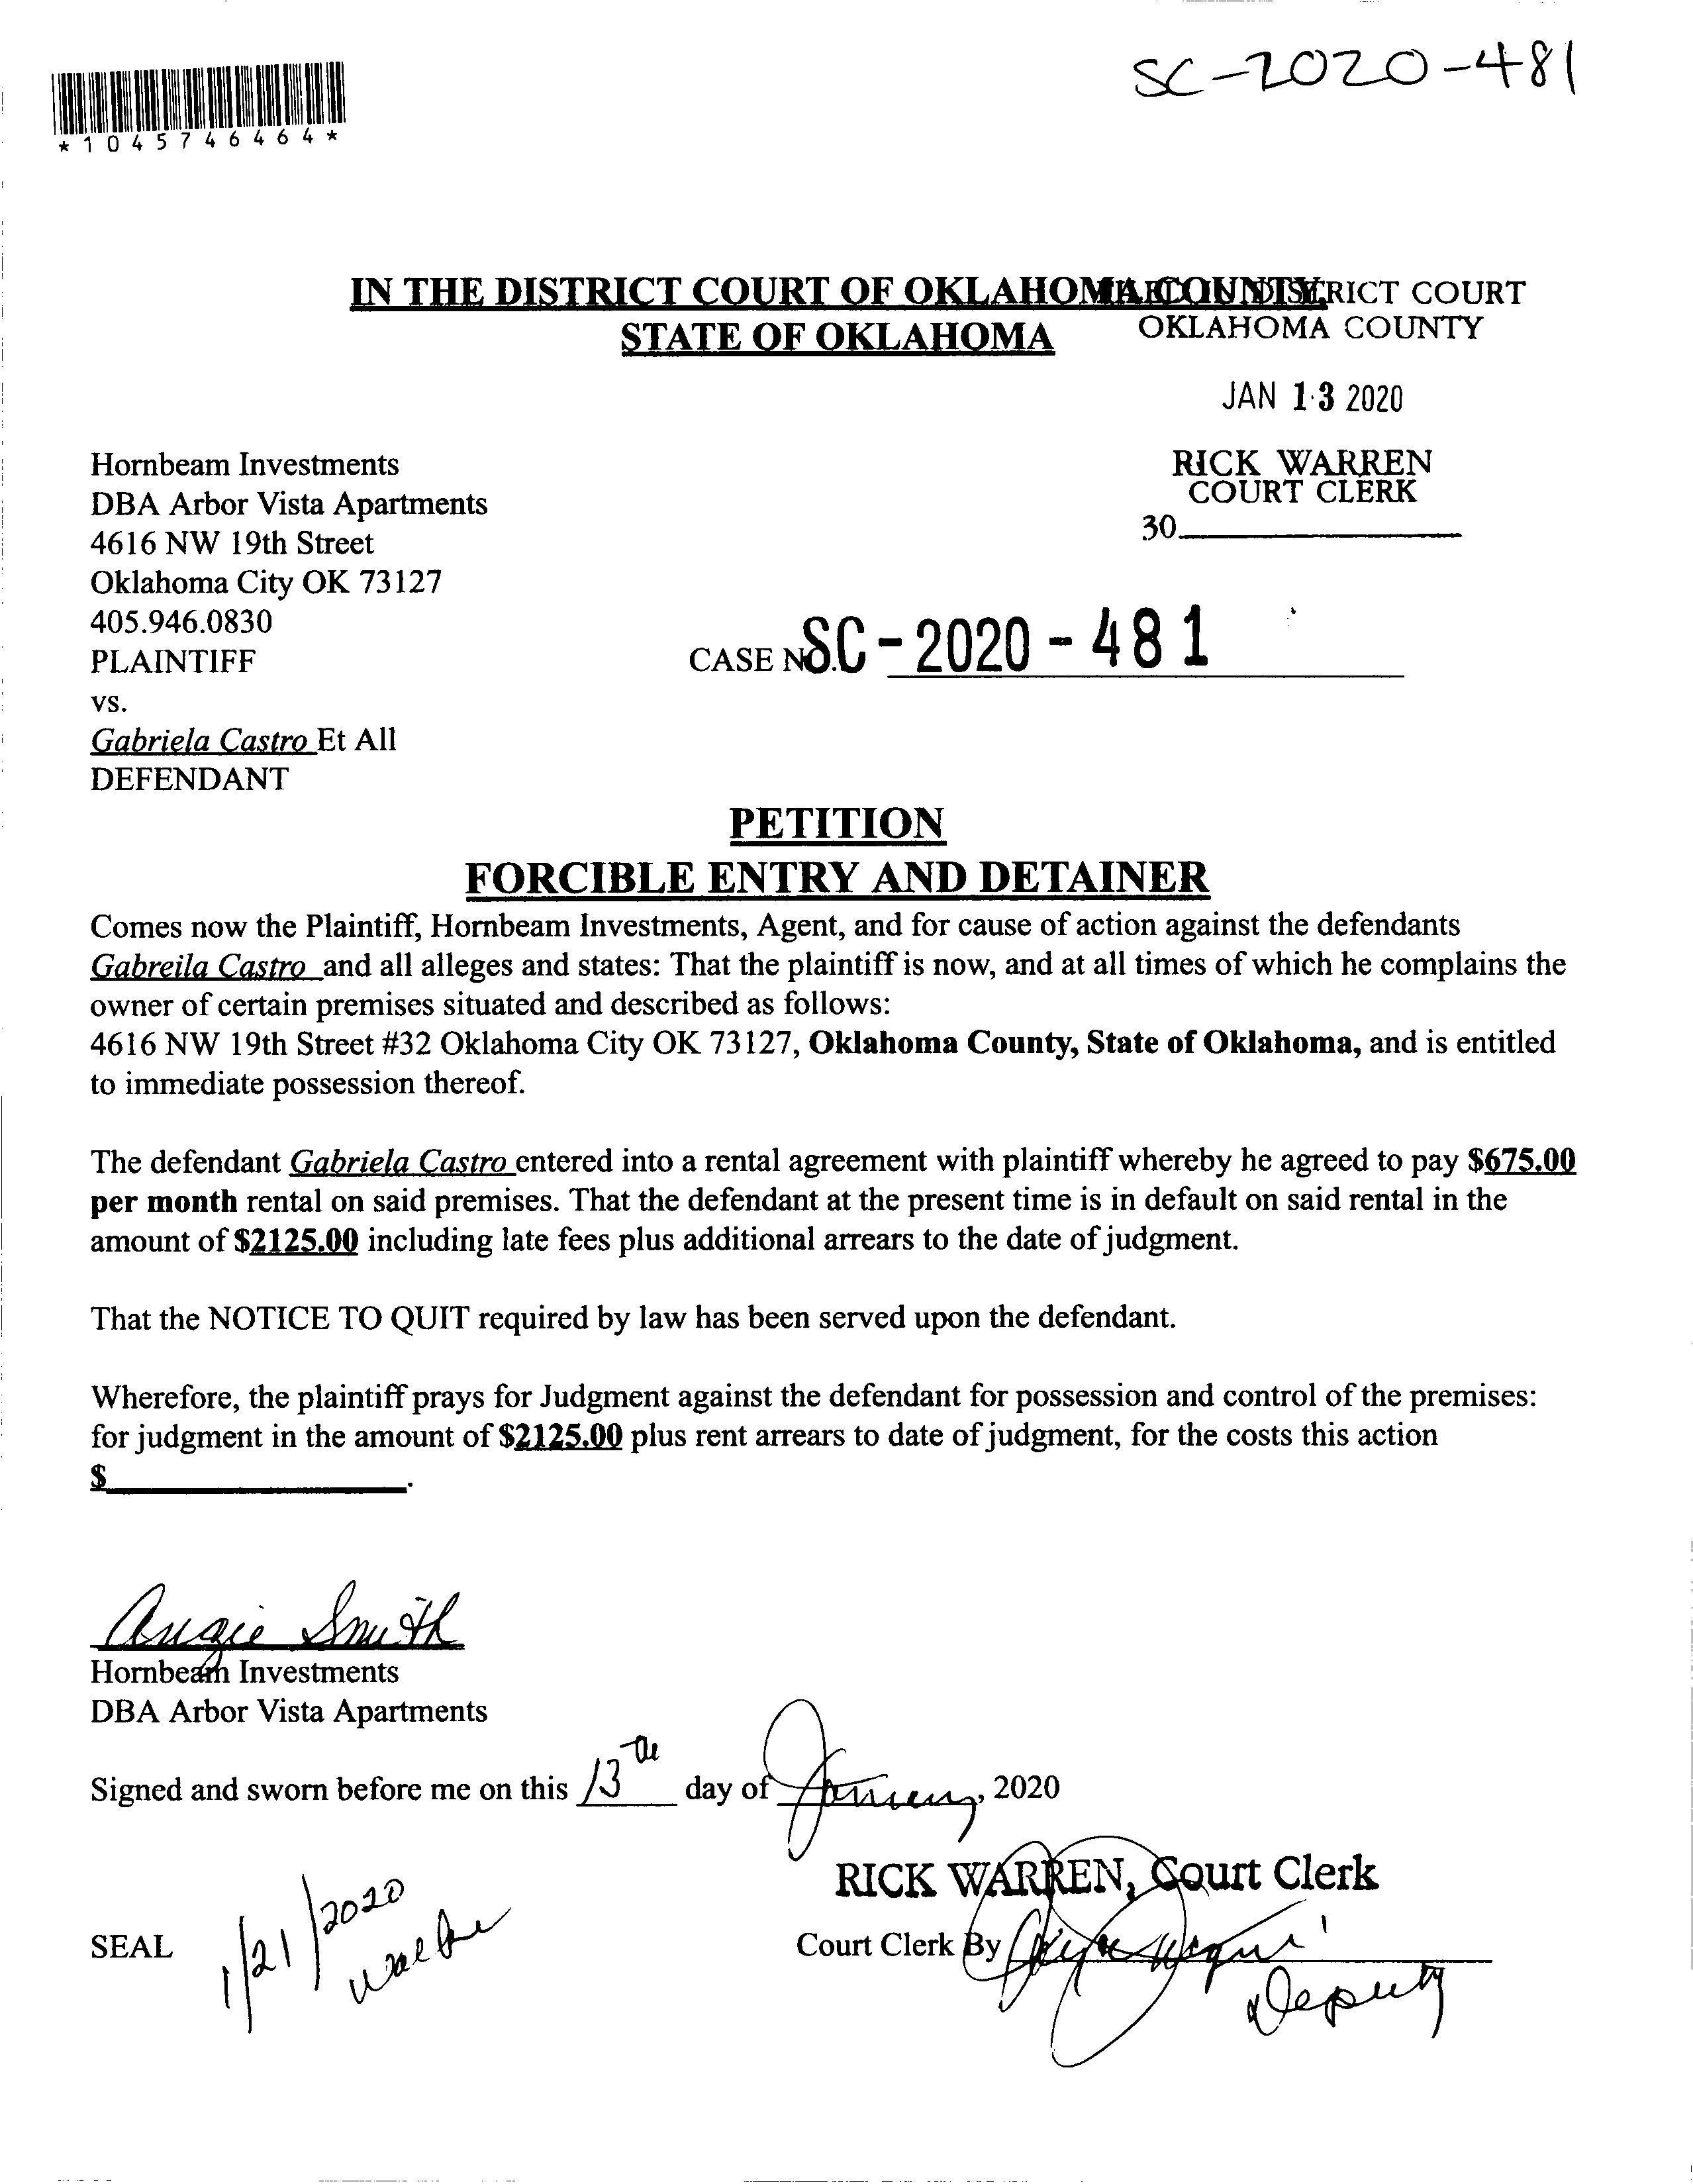 SC-2020-481
*1045746464*
IN THE DISTRICT COURT OF OKLAHOMA COUNTY,
STATE OF OKLAHOMA
DISTRICT COURT
OKLAHOMA COUNTY
JAN 13 2020
RICK WARREN
COURT CLERK
30
Hornbeam Investments
DBA Arbor Vista Apartments
4616 NW 19th Street
Oklahoma City OK 73127
405.946.0830
PLAINTIFF
CASE NO. SC-2020-481
vs.
Gabriela Castro Et All
DEFENDANT
PETITION
FORCIBLE ENTRY AND DETAINER
Comes now the Plaintiff, Hornbeam Investments, Agent, and for cause of action against the defendants
Gabreila Castro and all alleges and states: That the plaintiff is now, and at all times of which he complains the
owner of certain premises situated and described as follows:
4616 NW 19th Street #32 Oklahoma City OK 73127, Oklahoma County, State of Oklahoma, and is entitled
to immediate possession thereof.
The defendant Gabriela Castro entered into a rental agreement with plaintiff whereby he agreed to pay $675.00
per month rental on said premises. That the defendant at the present time is in default on said rental in the
amount of $2125.00 including late fees plus additional arrears to the date of judgment.
That the NOTICE TO QUIT required by law has been served upon the defendant.
Wherefore, the plaintiff prays for Judgment against the defendant for possession and control of the premises:
for judgment in the amount of $2125.00 plus rent arrears to date of judgment, for the costs this action
$ .
Angie Smith
Hornbeam Investments
DBA Arbor Vista Apartments
Signed and sworn before me on this 13th day of January, 2020
RICK WARREN, Court Clerk
SEAL
1/21/2020
Court Clerk By
Deputy